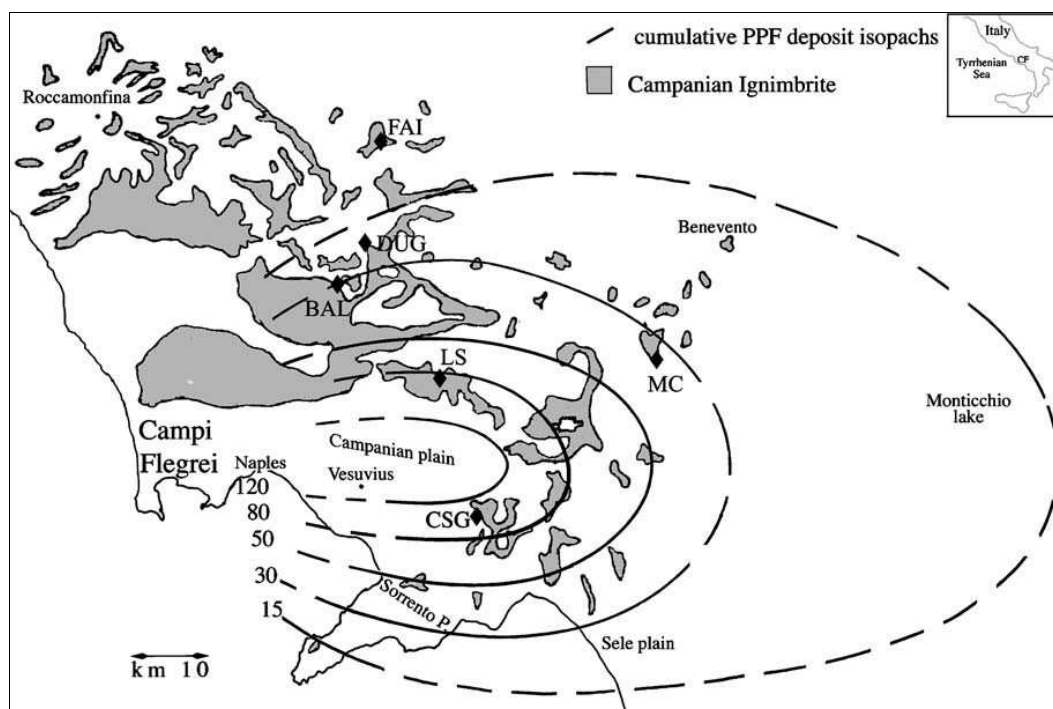 cumulative PPF deposit isopachs
Campanian Ignimbrite
Italy
CF
Tyrrhenian
Sea
Roccamonfina
FAI
DUG
Benevento
BAL
LS
MC
Monticchio
lake
Campi
Flegrei
Campanian plain
Naples
Vesuvius
120
80
CSG
50
30
15
Sorrento P.
Sele plain
km 10